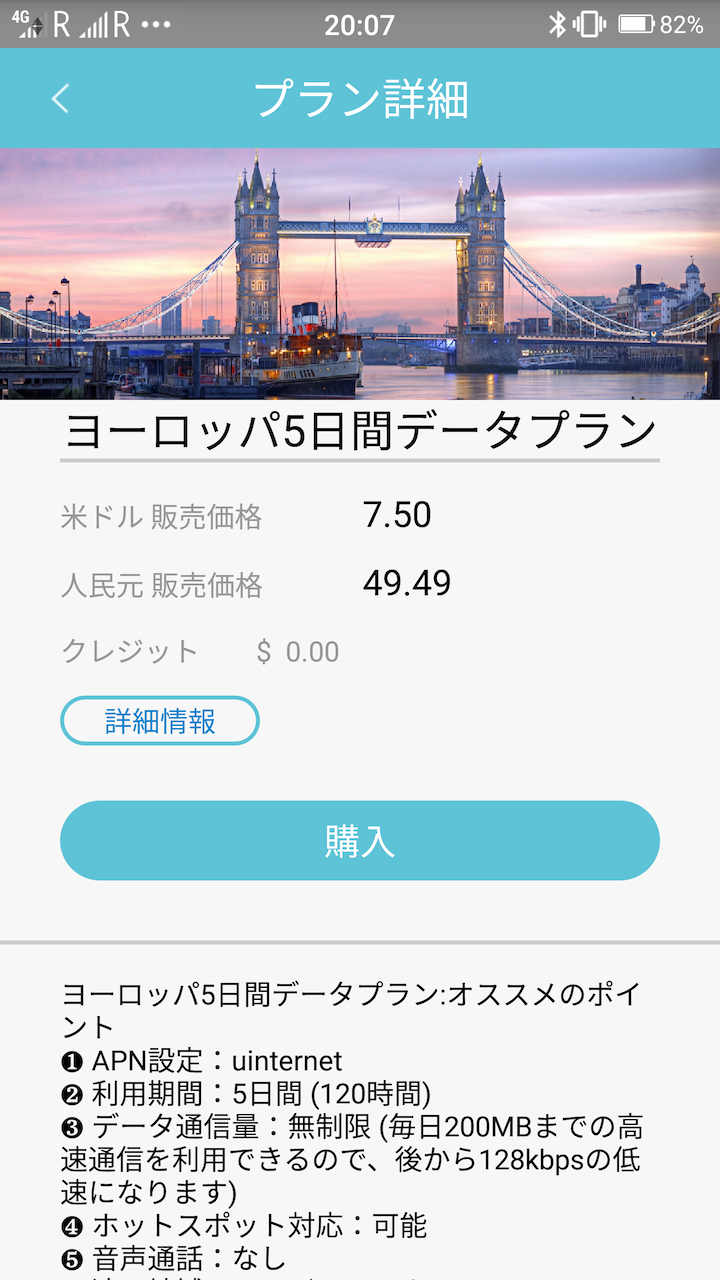 4G R R ••• 20:07 82%
プラン詳細
ヨーロッパ5日間データプラン
米ドル 販売価格 7.50
人民元 販売価格 49.49
クレジット $ 0.00
詳細情報
購入
ヨーロッパ5日間データプラン:オススメのポイ
ント
❶ APN設定：uinternet
❷ 利用期間：5日間 (120時間)
❸ データ通信量：無制限 (毎日200MBまでの高
速通信を利用できるので、後から128kbpsの低
速になります)
❹ ホットスポット対応：可能
❺ 音声通話：なし